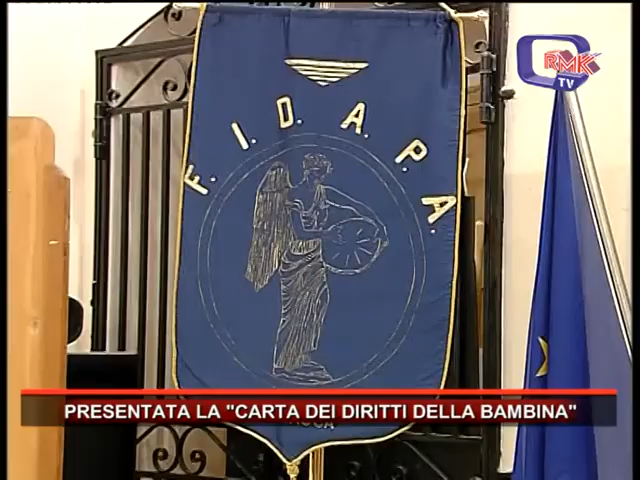 F.I.D.A.P.A.
RMK
TV
PRESENTATA LA "CARTA DEI DIRITTI DELLA BAMBINA"